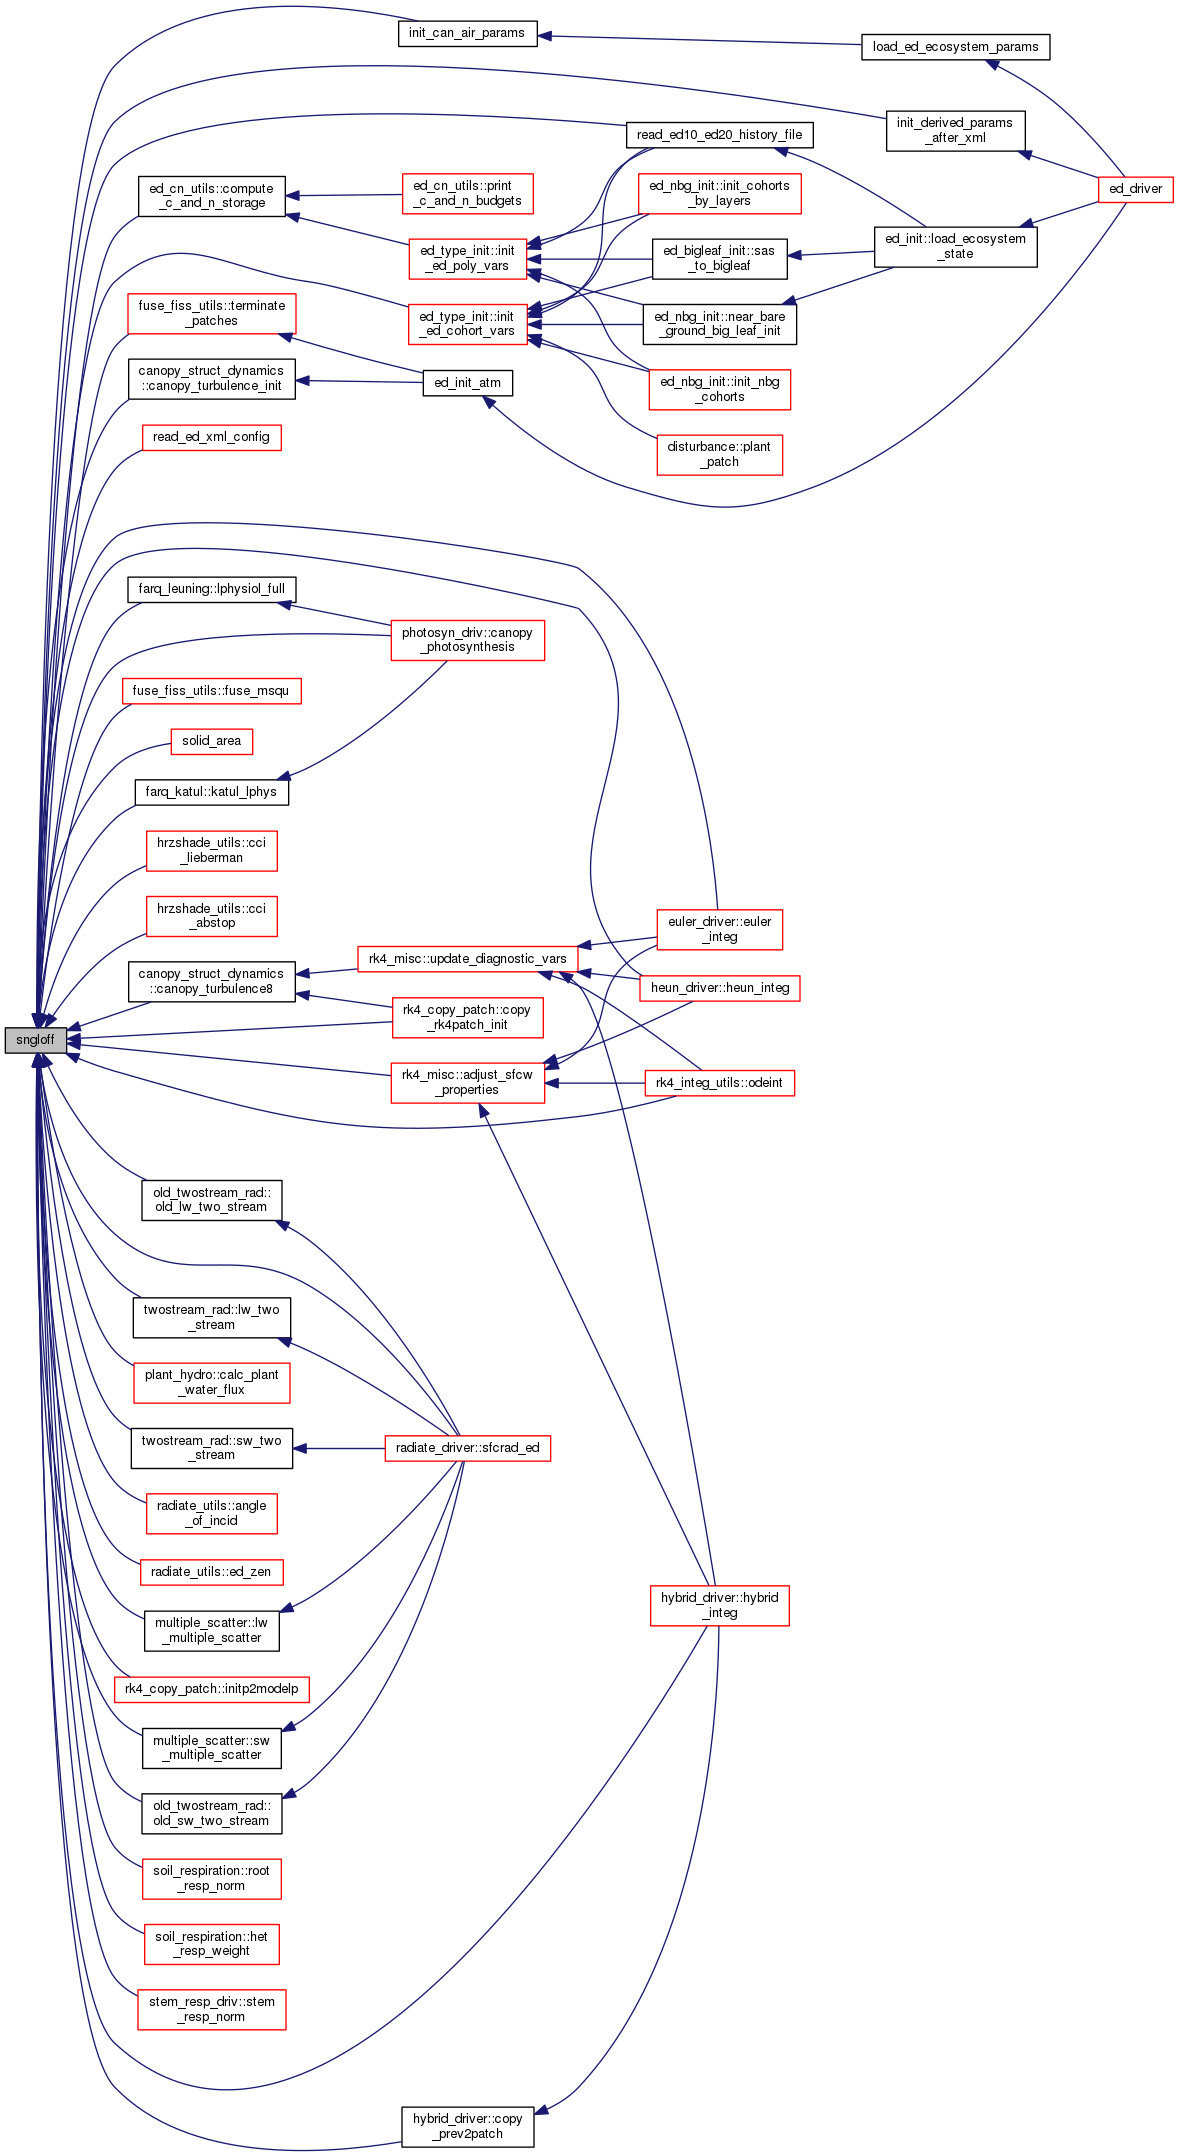 init_can_air_params
load_ed_ecosystem_params
init_derived_params
_after_xml
read_ed10_ed20_history_file
ed_cn_utils::compute
_c_and_n_storage
ed_cn_utils::print
_c_and_n_budgets
ed_nbg_init::init_cohorts
_by_layers
ed_driver
ed_type_init::init
_ed_poly_vars
ed_bigleaf_init::sas
_to_bigleaf
ed_init::load_ecosystem
_state
fuse_fiss_utils::terminate
_patches
ed_type_init::init
_ed_cohort_vars
ed_nbg_init::near_bare
_ground_big_leaf_init
canopy_struct_dynamics
::canopy_turbulence_init
ed_init_atm
ed_nbg_init::init_nbg
_cohorts
read_ed_xml_config
disturbance::plant
_patch
farq_leuning::lphysiol_full
photosyn_driv::canopy
_photosynthesis
fuse_fiss_utils::fuse_msqu
solid_area
farq_katul::katul_lphys
hrzshade_utils::cci
_lieberman
hrzshade_utils::cci
_abstop
euler_driver::euler
_integ
canopy_struct_dynamics
::canopy_turbulence8
rk4_misc::update_diagnostic_vars
heun_driver::heun_integ
rk4_copy_patch::copy
_rk4patch_init
sngloff
rk4_misc::adjust_sfcw
_properties
rk4_integ_utils::odeint
old_twostream_rad::
old_lw_two_stream
twostream_rad::lw_two
_stream
plant_hydro::calc_plant
_water_flux
twostream_rad::sw_two
_stream
radiate_driver::sfcrad_ed
radiate_utils::angle
_of_incid
radiate_utils::ed_zen
hybrid_driver::hybrid
_integ
multiple_scatter::lw
_multiple_scatter
rk4_copy_patch::initp2modelp
multiple_scatter::sw
_multiple_scatter
old_twostream_rad::
old_sw_two_stream
soil_respiration::root
_resp_norm
soil_respiration::het
_resp_weight
stem_resp_driv::stem
_resp_norm
hybrid_driver::copy
_prev2patch